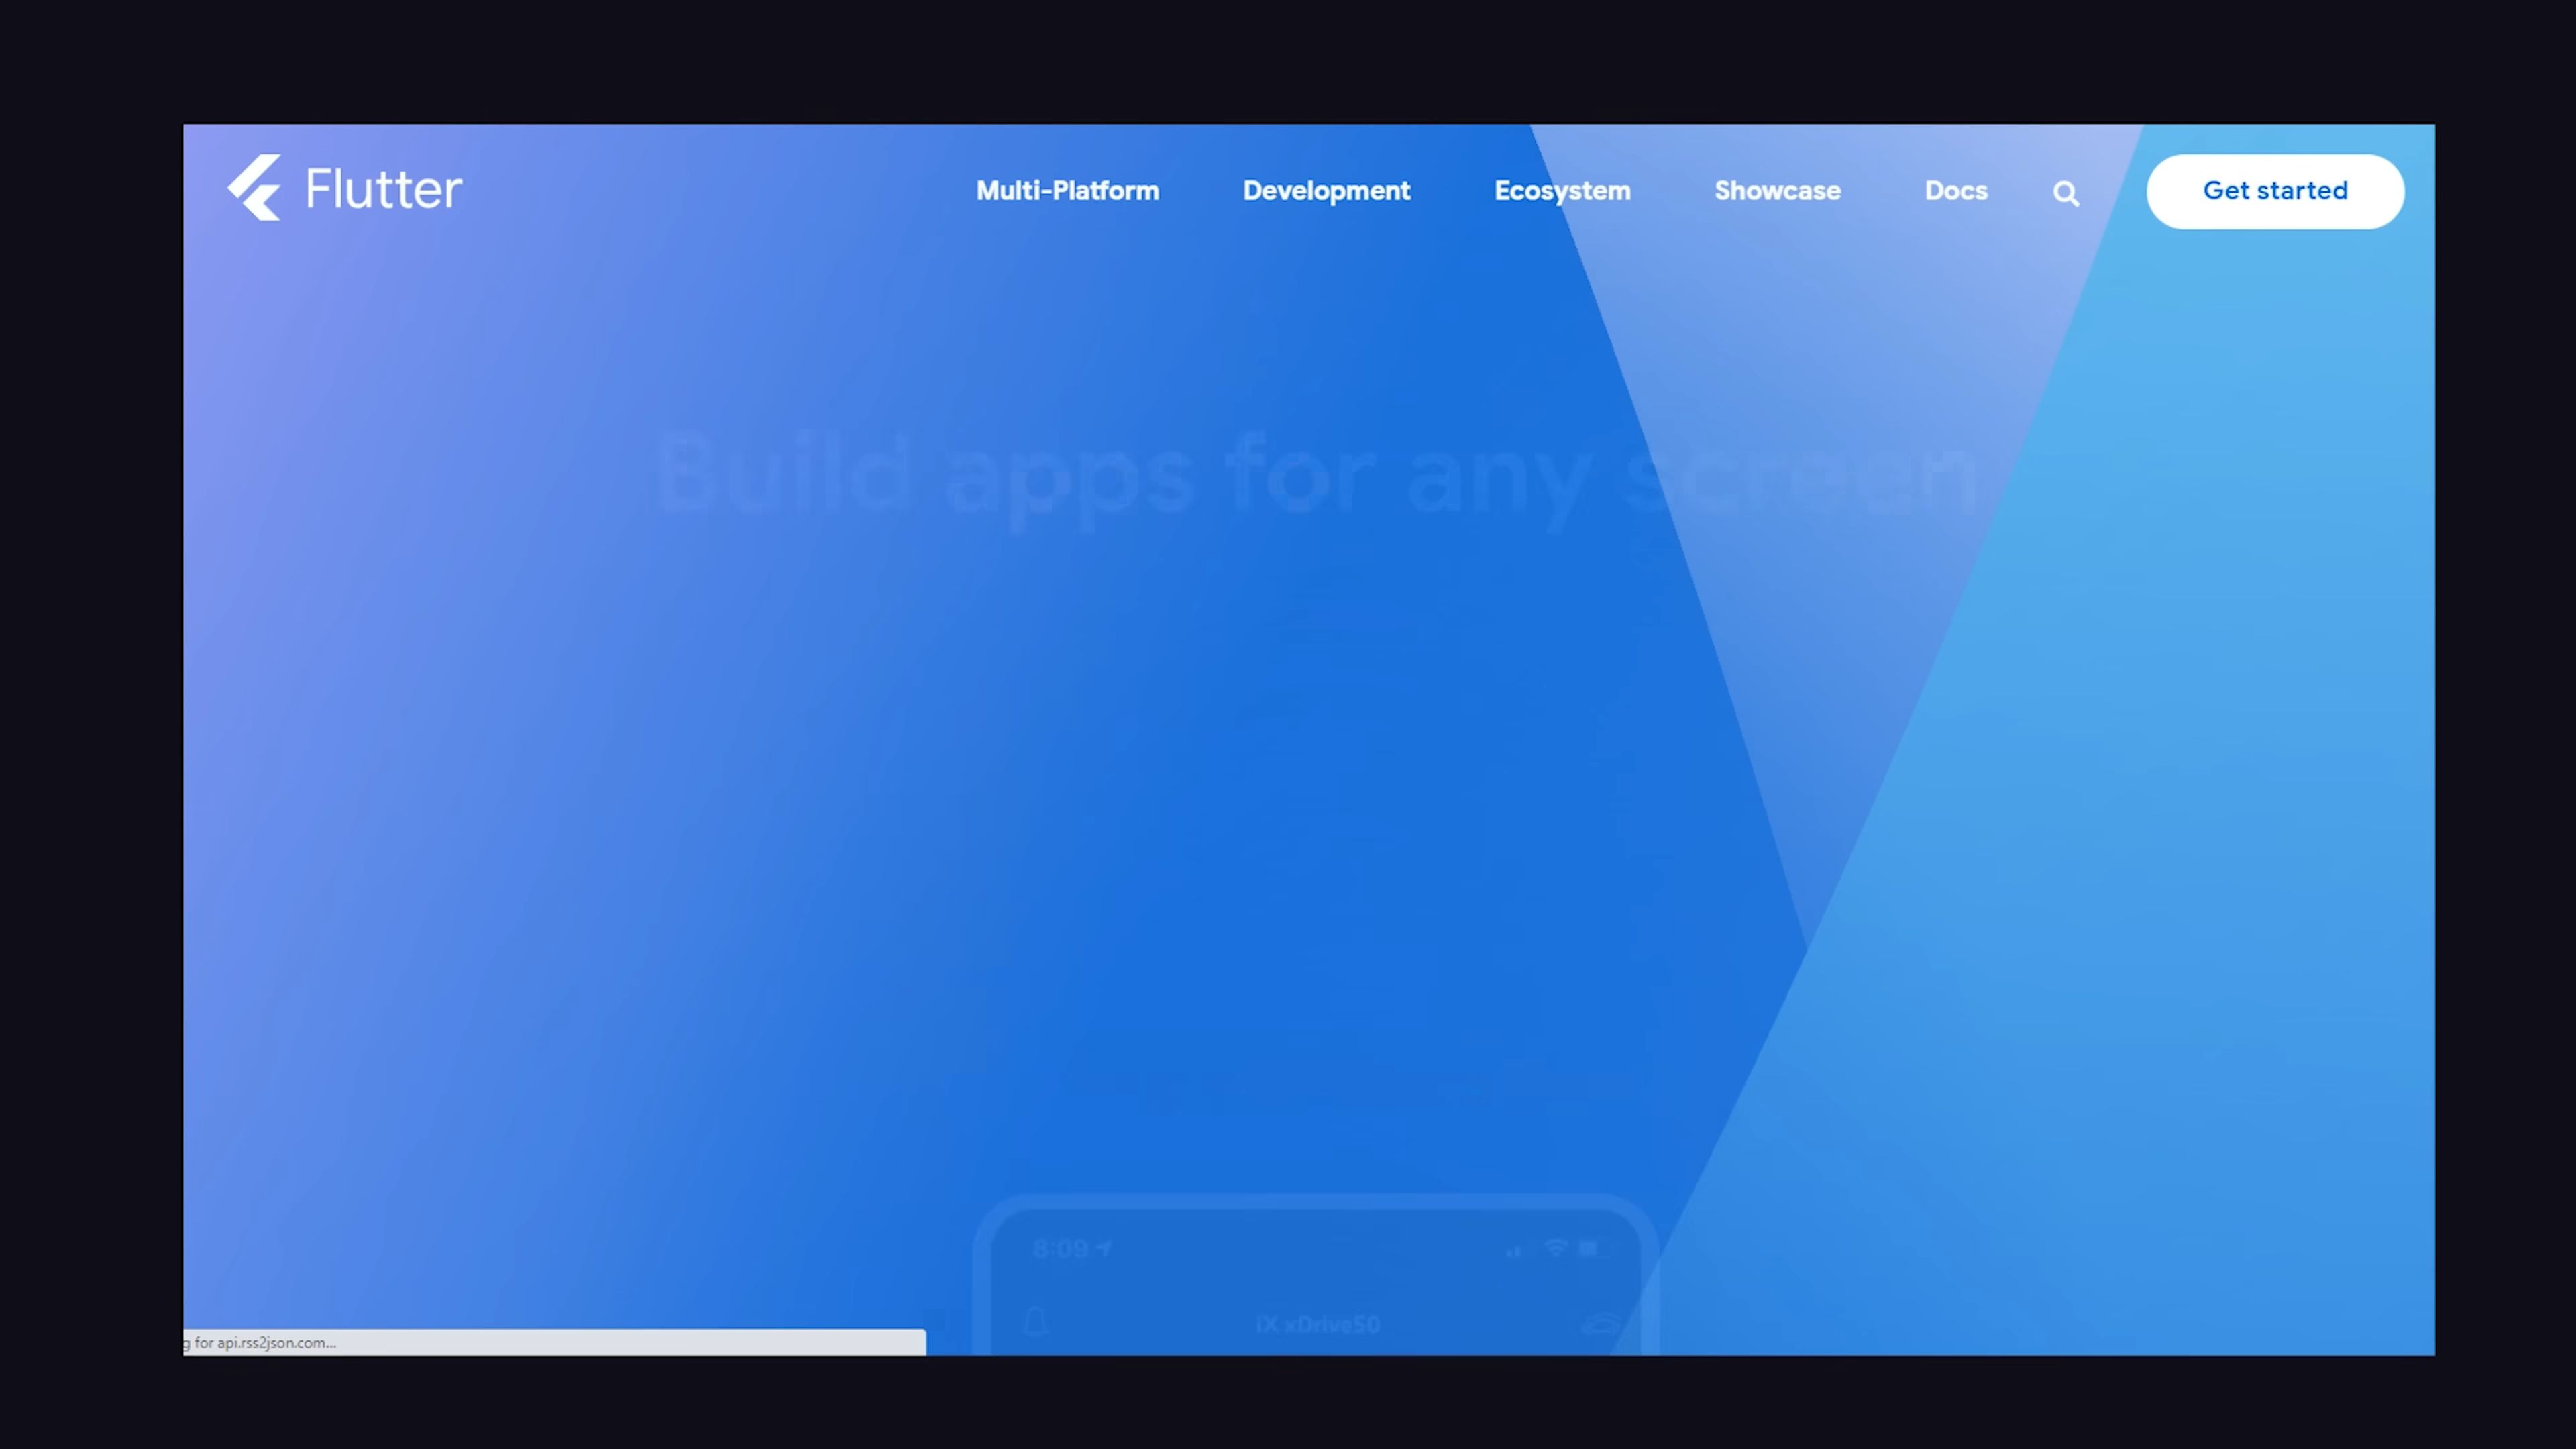 Flutter
Multi-Platform Development Ecosystem Showcase Docs Get started
Build apps for any screen
8:09
iX xDrive50
g for api.rss2json.com...